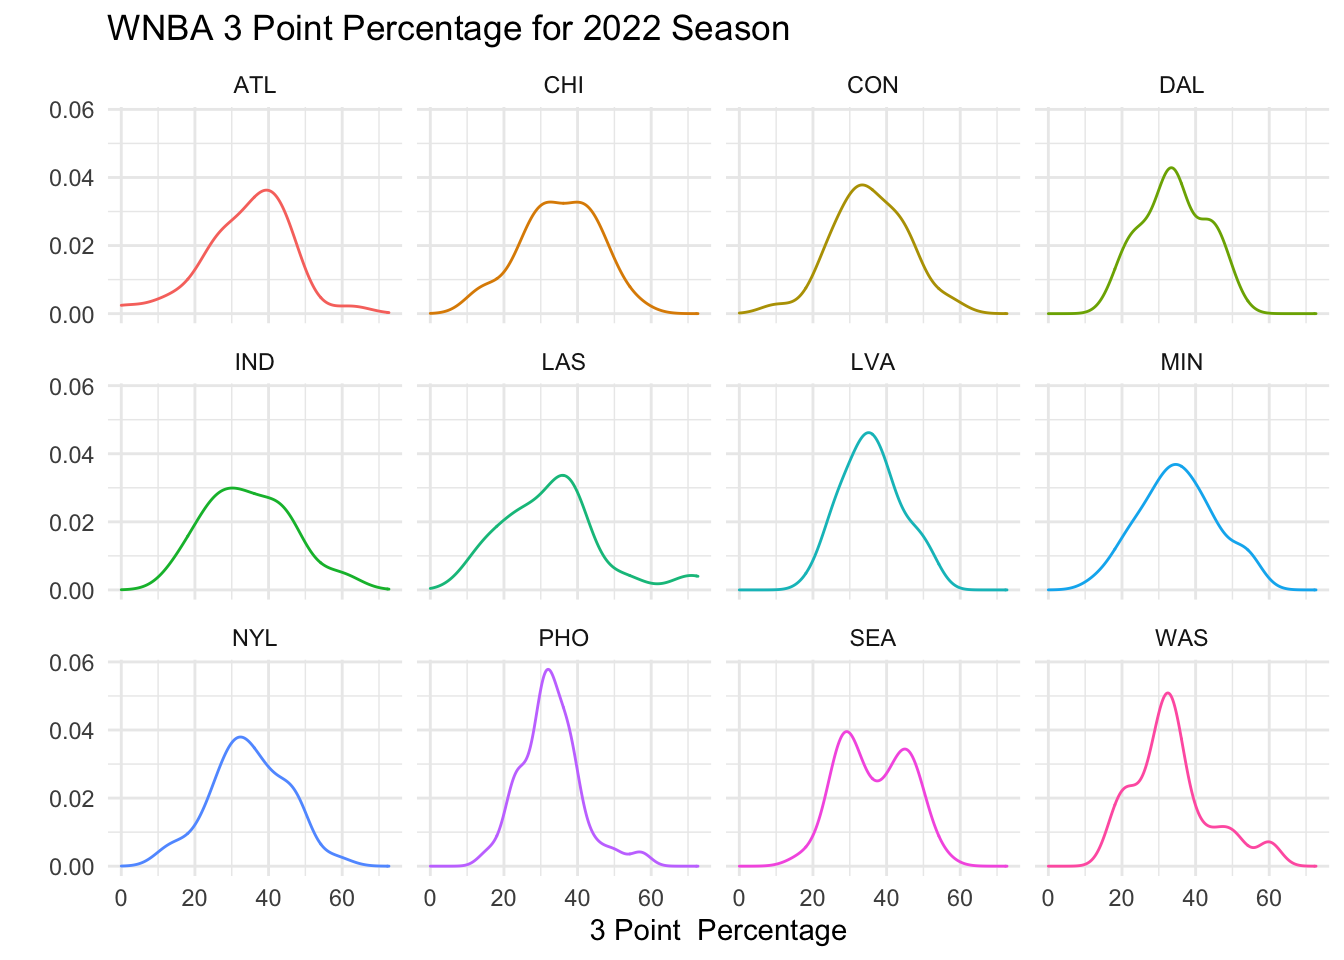 WNBA 3 Point Percentage for 2022 Season
ATL CHI CON DAL
0.06
0.04
0.02
0.00
IND LAS LVA MIN
0.06
0.04
0.02
0.00
NYL PHO SEA WAS
0.06
0.04
0.02
0.00
0 20 40 60 0 20 40 60 0 20 40 60 0 20 40 60
3 Point  Percentage